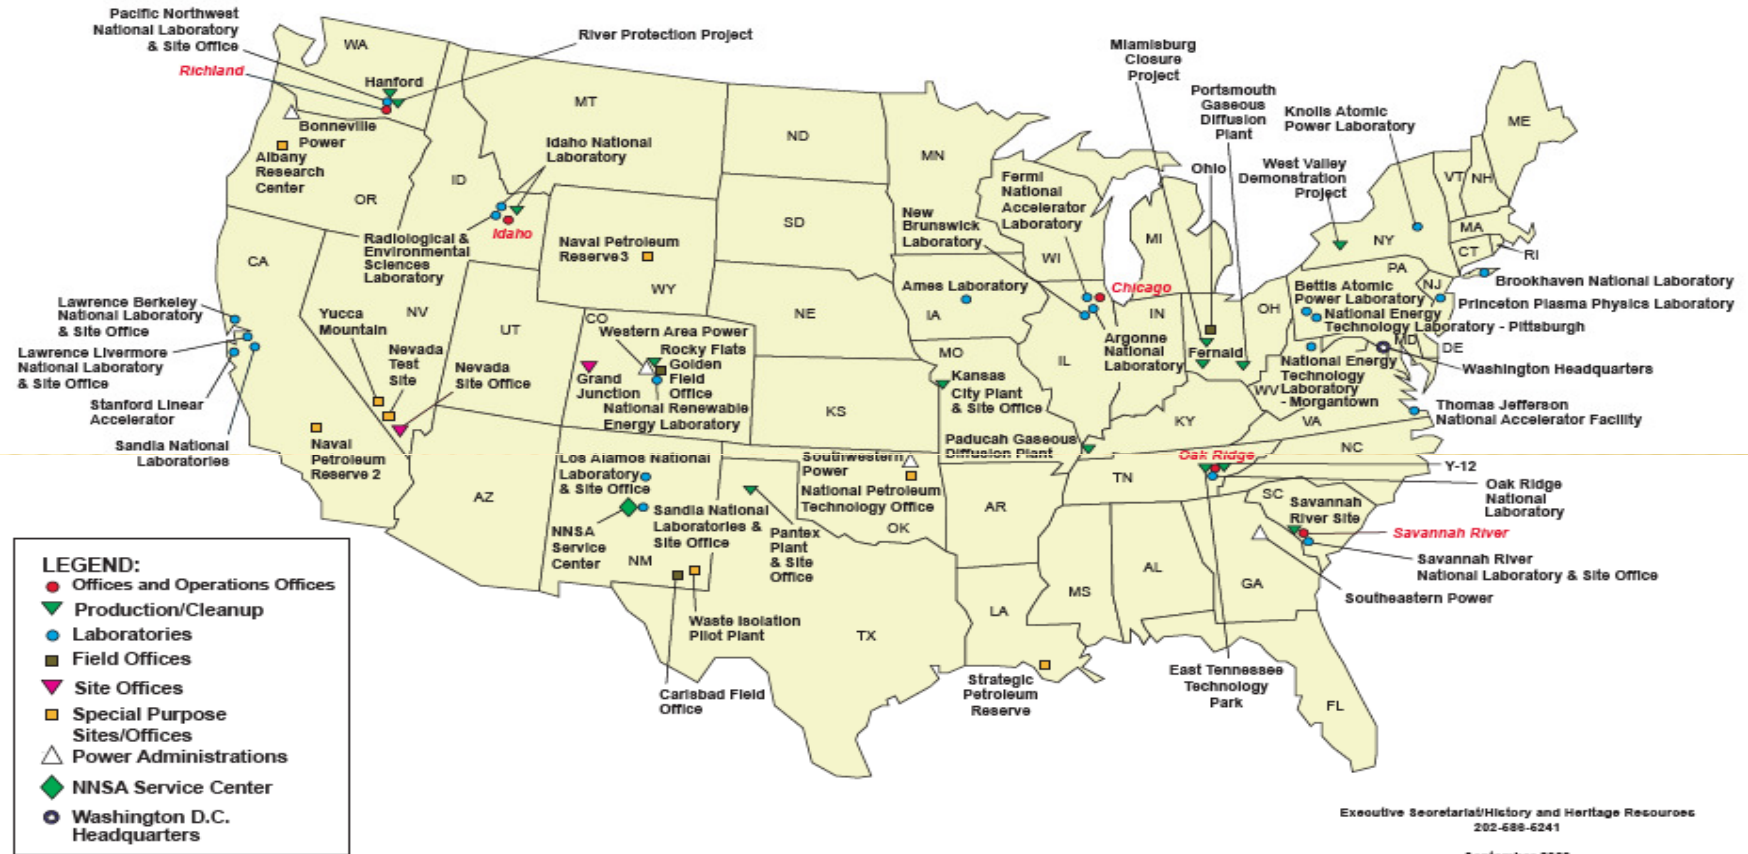 Pacific Northwest
National Laboratory
& Site Office
Richland
River Protection Project
WA
Hanford
Bonneville
Power
Albany
Research
Center
OR
MT
ID
Idaho National
Laboratory
Idaho
Radiological &
Environmental
Sciences
Laboratory
ND
SD
MN
Naval Petroleum
Reserve3
WY
NE
CA
NV
UT
CO
Lawrence Berkeley
National Laboratory
& Site Office
Lawrence Livermore
National Laboratory
& Site Office
Stanford Linear
Accelerator
Sandia National
Laboratories
Yucca
Mountain
Nevada
Test
Site
Nevada
Site Office
Naval
Petroleum
Reserve 2
Western Area Power
Rocky Flats
Golden
Field
Office
Grand
Junction
National Renewable
Energy Laboratory
KS
New
Brunswick
Laboratory
Fermi
National
Accelerator
Laboratory
WI
MI
Ames Laboratory
IA
MO
IL
IN
OH
Chicago
Argonne
National
Laboratory
Kansas
City Plant
& Site Office
Paducah Gaseous
Diffusion Plant
Miamisburg
Closure
Project
Portsmouth
Gaseous
Diffusion
Plant
Ohio
Fernald
Knolls Atomic
Power Laboratory
West Valley
Demonstration
Project
ME
VT
NH
NY
MA
CT
RI
PA
NJ
Brookhaven National Laboratory
Princeton Plasma Physics Laboratory
Bettis Atomic
Power Laboratory
National Energy
Technology Laboratory - Pittsburgh
MD
DE
Washington Headquarters
National Energy
Technology
Laboratory
- Morgantown
WV
VA
KY
Thomas Jefferson
National Accelerator Facility
NC
TN
Oak Ridge
Y-12
Oak Ridge
National
Laboratory
SC
Savannah
River Site
Savannah River
Savannah River
National Laboratory & Site Office
Southeastern Power
East Tennessee
Technology
Park
AZ
NM
Los Alamos National
Laboratory
& Site Office
NNSA
Service
Center
Sandia National
Laboratories &
Site Office
Southwestern
Power
National Petroleum
Technology Office
OK
Pantex
Plant
& Site
Office
AR
Waste Isolation
Pilot Plant
Carlsbad Field
Office
TX
LA
MS
AL
GA
FL
Strategic
Petroleum
Reserve
LEGEND:
Offices and Operations Offices
Production/Cleanup
Laboratories
Field Offices
Site Offices
Special Purpose
Sites/Offices
Power Administrations
NNSA Service Center
Washington D.C.
Headquarters
Executive Secretariat/History and Heritage Resources
202-586-5241